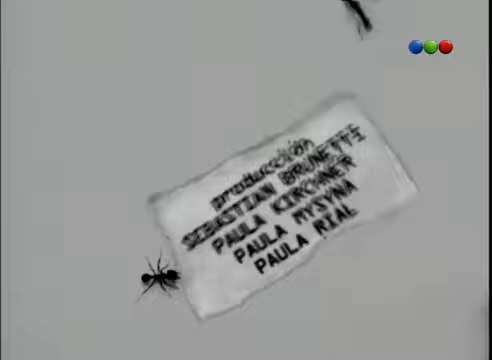 producción
SEBASTIAN BRUNETTI
PAULA KIRCHNER
PAULA MYSYNA
PAULA RIAL